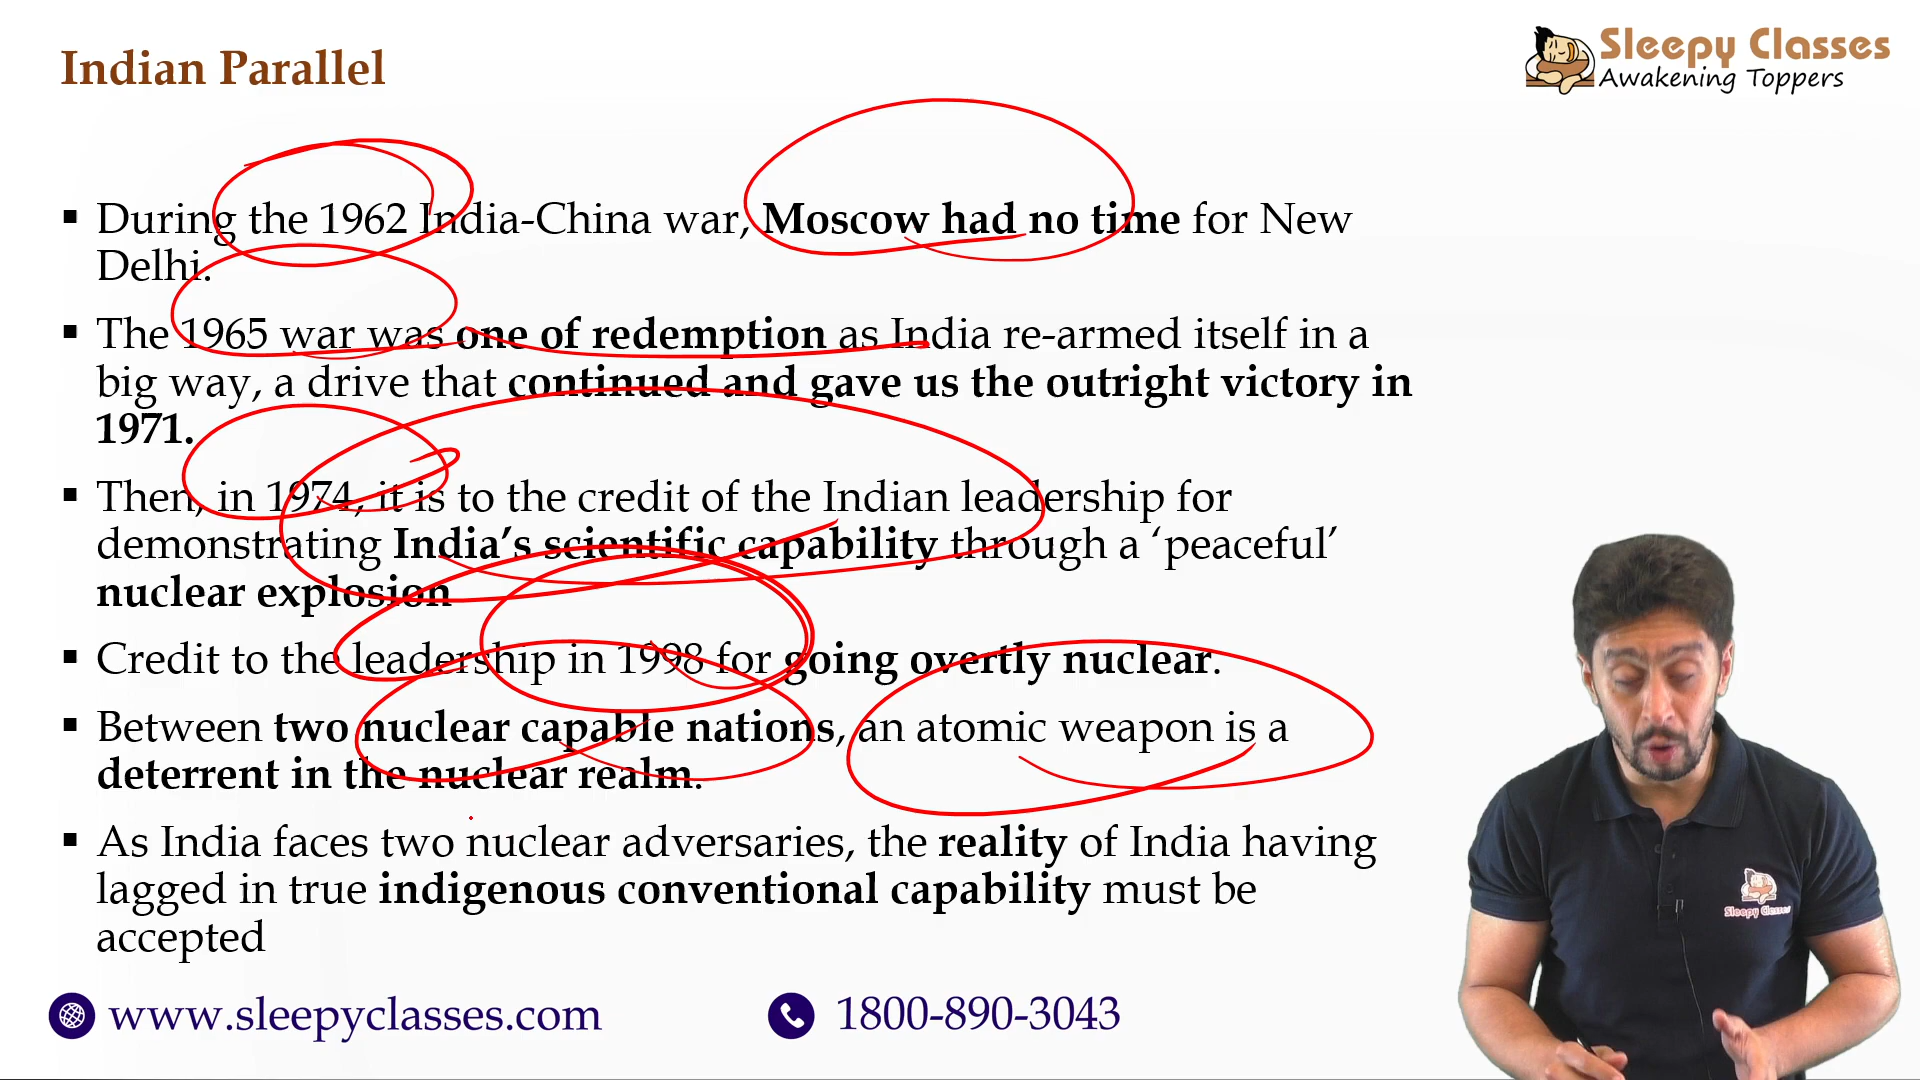 Indian Parallel
Sleepy Classes
Awakening Toppers
▪ During the 1962 India-China war, Moscow had no time for New
Delhi.
▪ The 1965 war was one of redemption as India re-armed itself in a
big way, a drive that continued and gave us the outright victory in
1971.
▪ Then, in 1974, it is to the credit of the Indian leadership for
demonstrating India’s scientific capability through a ‘peaceful’
nuclear explosion
▪ Credit to the leadership in 1998 for going overtly nuclear.
▪ Between two nuclear capable nations, an atomic weapon is a
deterrent in the nuclear realm.
▪ As India faces two nuclear adversaries, the reality of India having
lagged in true indigenous conventional capability must be
accepted
Sleepy Classes
www.sleepyclasses.com
1800-890-3043